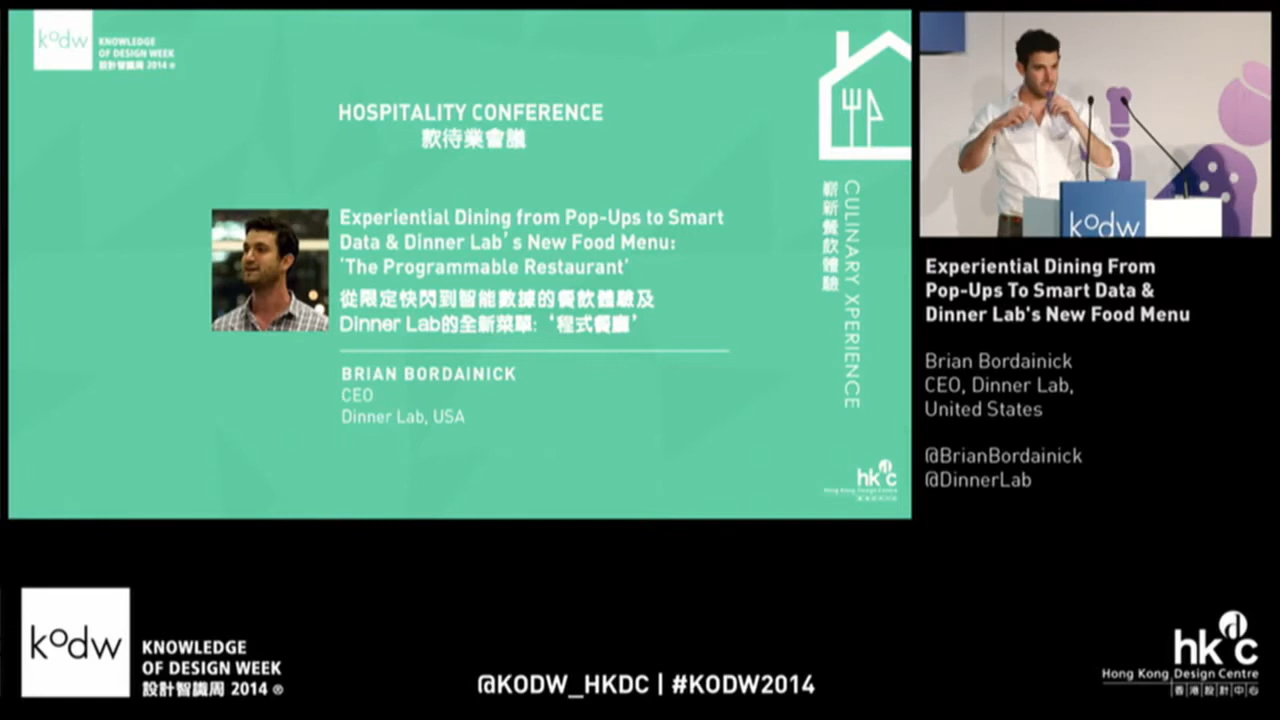 kodw
KNOWLEDGE
OF DESIGN WEEK
設計智識周 2014 ®
HOSPITALITY CONFERENCE
款待業會議
Experiential Dining from Pop-Ups to Smart
Data & Dinner Lab's New Food Menu:
'The Programmable Restaurant'
從限定快閃到智能數據的餐飲體驗及
Dinner Lab的全新菜單:‘程式餐廳’
BRIAN BORDAINICK
CEO
Dinner Lab, USA
CULINARY XPERIENCE
嶄新餐飲體驗
hkdc
Hong Kong Design Centre
kodw
Experiential Dining From
Pop-Ups To Smart Data &
Dinner Lab's New Food Menu
Brian Bordainick
CEO, Dinner Lab,
United States
@BrianBordainick
@DinnerLab
kodw
KNOWLEDGE
OF DESIGN WEEK
設計智識周 2014 ®
@KODW_HKDC | #KODW2014
hkdc
Hong Kong Design Centre
香港設計中心